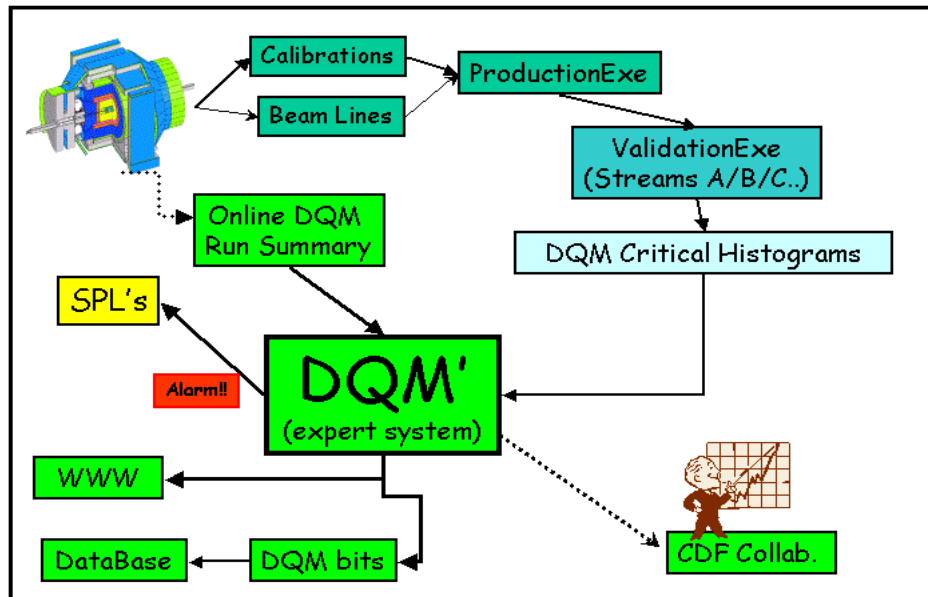 Calibrations
ProductionExe
Beam Lines
ValidationExe
(Streams A/B/C..)
Online DQM
Run Summary
DQM Critical Histograms
SPL's
DQM'
(expert system)
Alarm!!
WWW
CDF Collab.
DataBase
DQM bits